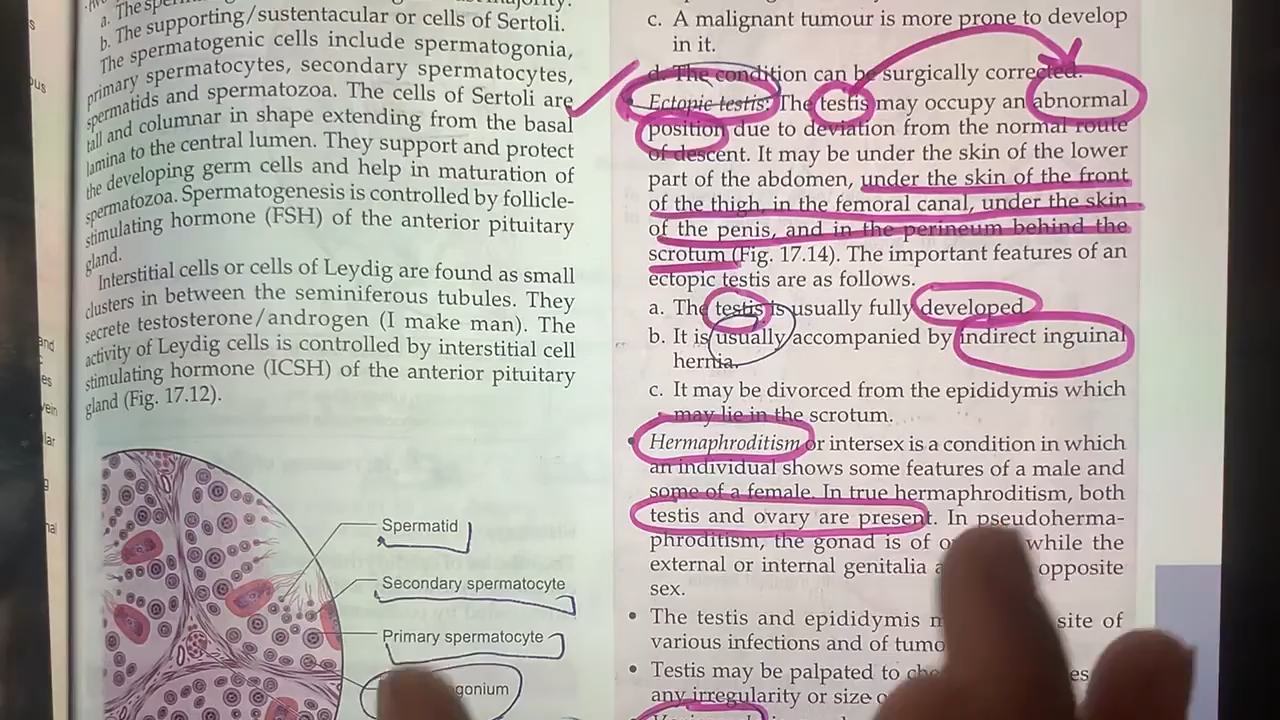 s
ous
and
es
vein
lar
g
nal
a. The
b. The supporting/sustentacular or cells of Sertoli.
The spermatogenic cells include spermatogonia,
primary spermatocytes, secondary spermatocytes,
spermatids and spermatozoa. The cells of Sertoli are
tall and columnar in shape extending from the basal
lamina to the central lumen. They support and protect
the developing germ cells and help in maturation of
spermatozoa. Spermatogenesis is controlled by follicle-
stimulating hormone (FSH) of the anterior pituitary
gland.
Interstitial cells or cells of Leydig are found as small
clusters in between the seminiferous tubules. They
secrete testosterone/androgen (I make man). The
activity of Leydig cells is controlled by interstitial cell
stimulating hormone (ICSH) of the anterior pituitary
gland (Fig. 17.12).
Spermatid
Secondary spermatocyte
Primary spermatocyte
gonium
c. A malignant tumour is more prone to develop
in it.
d. The condition can be surgically corrected.
• Ectopic testis: The testis may occupy an abnormal
position due to deviation from the normal route
of descent. It may be under the skin of the lower
part of the abdomen, under the skin of the front
of the thigh, in the femoral canal, under the skin
of the penis, and in the perineum behind the
scrotum (Fig. 17.14). The important features of an
ectopic testis are as follows.
a. The testis is usually fully developed.
b. It is usually accompanied by indirect inguinal
hernia.
c. It may be divorced from the epididymis which
may lie in the scrotum.
• Hermaphroditism or intersex is a condition in which
an individual shows some features of a male and
some of a female. In true hermaphroditism, both
testis and ovary are present. In pseudoherma-
phroditism, the gonad is of while the
external or internal genitalia opposite
sex.
• The testis and epididymis site of
various infections and of
• Testis may be palpated to
any irregularity or size